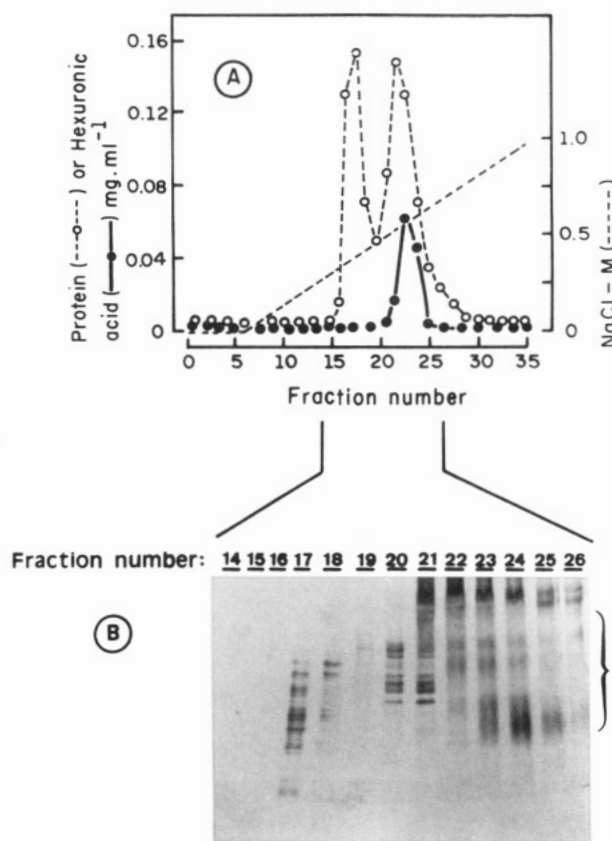 0.16
0.12
0.08
0.04
0
Protein (---o---) or Hexuronic
acid (—●—) mg.ml⁻¹
A
1.0
0.5
0
NaCl – M (-----)
0 5 10 15 20 25 30 35
Fraction number
Fraction number: 14 15 16 17 18 19 20 21 22 23 24 25 26
B